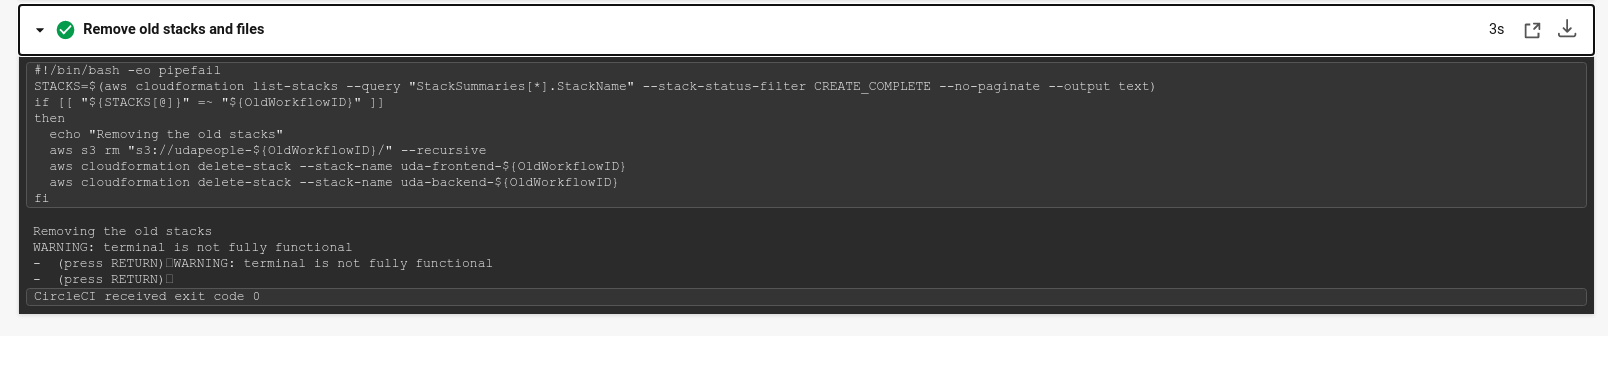 Remove old stacks and files
3s
#!/bin/bash -eo pipefail
STACKS=$(aws cloudformation list-stacks --query "StackSummaries[*].StackName" --stack-status-filter CREATE_COMPLETE --no-paginate --output text)
if [[ "${STACKS[@]}" =~ "${OldWorkflowID}" ]]
then
  echo "Removing the old stacks"
  aws s3 rm "s3://udapeople-${OldWorkflowID}/" --recursive
  aws cloudformation delete-stack --stack-name uda-frontend-${OldWorkflowID}
  aws cloudformation delete-stack --stack-name uda-backend-${OldWorkflowID}
fi
Removing the old stacks
WARNING: terminal is not fully functional
-  (press RETURN)WARNING: terminal is not fully functional
-  (press RETURN)
CircleCI received exit code 0